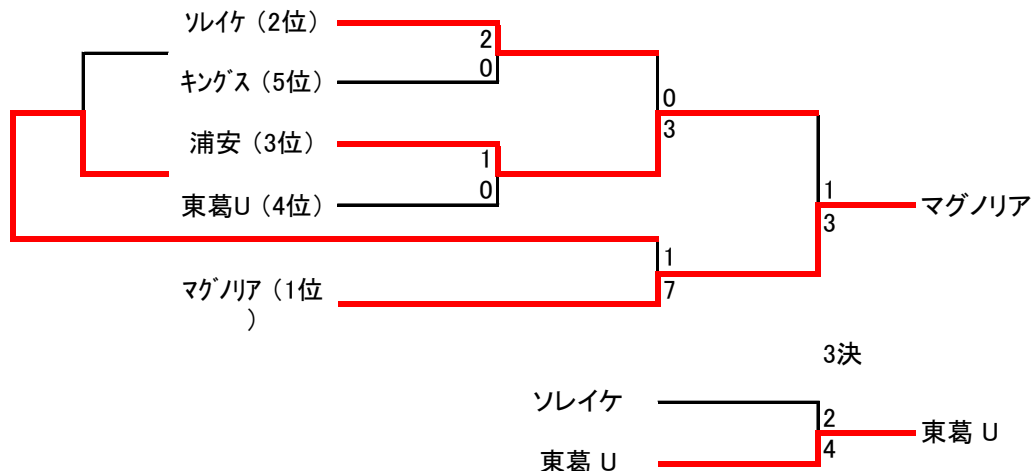 ｿﾚｲｹ (2位)
2
0
ｷﾝｸﾞｽ (5位)
0
3
浦安 (3位)
1
0
東葛U (4位)
1
3
マグノリア
1
7
ﾏｸﾞﾉﾘｱ (1位
)
3決
ソレイケ
2
4
東葛 U
東葛 U